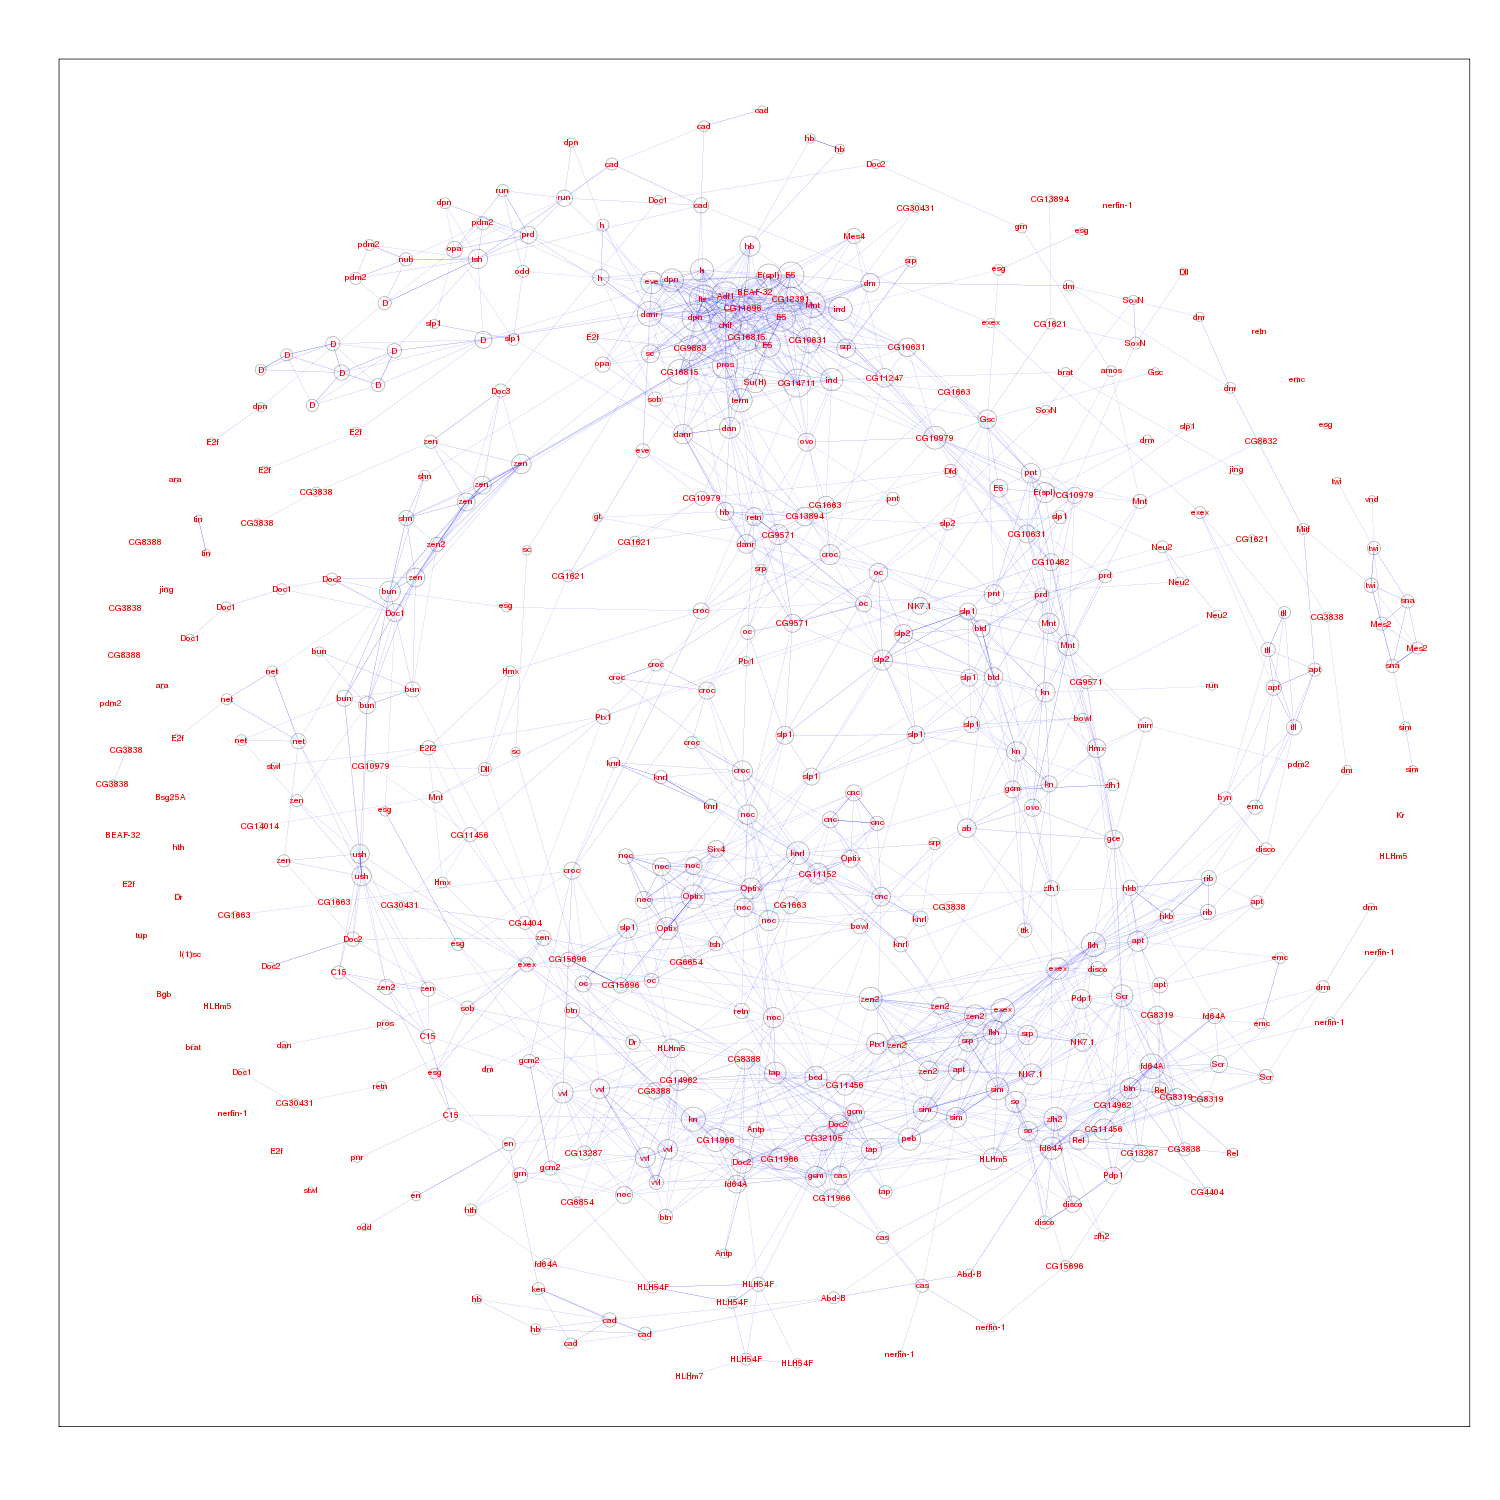 cad
cad
hb
hb
dpn
cad
Doc2
run
run
dpn
Doc1
cad
CG30431
CG13894
nerfin-1
pdm2
h
grn
esg
prd
Mes4
pdm2
nub
opa
tsh
hb
srp
odd
h
h
esg
Dll
pdm2
eve
dpn
E(spl)
E5
dm
dm
BEAF-32
Adf1
CG12391
D
SoxN
CG11696
Mnt
ind
danr
dpn
E5
dm
slp1
chif
exex
CG1621
retn
D
slp1
E2f
CG16815
CG10631
SoxN
D
D
D
CG9883
E5
srp
CG10631
sc
D
D
D
opa
CG16815
pros
CG11247
brat
amos
Gsc
emc
Su(H)
CG14711
ind
Doc3
CG1663
dm
D
dpn
sob
term
SoxN
Gsc
esg
E2f
E2f
zen
danr
dan
ovo
CG10979
drm
slp1
CG8632
eve
E2f
zen
Dfd
pnt
jing
ara
shn
twi
CG3838
zen
E5
E(spl)
CG10979
zen
CG10979
CG1663
pnt
Mnt
vnd
tin
CG3838
shn
gt
hb
retn
CG13894
slp2
slp1
exex
Mitf
CG8388
tin
zen2
sc
CG1621
danr
CG9571
croc
CG10631
Neu2
CG1621
twi
jing
Doc1
Doc2
zen
CG1621
srp
oc
CG10462
prd
Neu2
twi
bun
CG3838
Doc1
Doc1
esg
croc
oc
NK7.1
pnt
prd
sna
slp1
tll
Neu2
CG3838
Mes2
Doc1
oc
CG9571
slp2
btd
Mnt
Mnt
tll
CG8388
bun
net
Hmx
croc
Ptx1
slp2
Mes2
sna
apt
ara
bun
croc
croc
slp1
btd
CG9571
run
apt
pdm2
net
bun
bun
kn
Ptx1
slp1
bowl
mirr
tll
sim
E2f
net
net
E2f2
croc
slp1
slp1
kn
Hmx
CG3838
stwl
CG10979
Dll
sc
knrl
knrl
croc
slp1
pdm2
dm
sim
CG3838
Bsg25A
zen
Mnt
esg
knrl
cnc
gcm
kn
zfh1
byn
emc
CG14014
noc
cnc
cnc
ovo
Kr
BEAF-32
CG11456
ab
gce
hth
zen
ush
noc
Six4
knrl
Optix
srp
disco
HLHm5
noc
noc
croc
ush
CG11152
rib
E2f
Hmx
Optix
zfh1
hkb
Dr
CG1663
CG1663
CG30431
noc
Optix
CG1663
cnc
CG3838
apt
drm
noc
rib
hkb
CG4404
noc
knrl
tup
slp1
Optix
bowl
ttk
Doc2
esg
zen
tsh
knrl
fkh
apt
l(1)sc
CG15696
CG6654
nerfin-1
Doc2
exex
exex
disco
emc
C15
oc
CG15696
oc
apt
Bgb
zen2
zen
zen2
Pdp1
Scr
drm
HLHm5
sob
btn
retn
zen2
exex
zen2
CG8319
fd64A
noc
emc
nerfin-1
pros
C15
fkh
srp
brat
dan
Dr
HLHm5
Ptx1
zen2
srp
NK7.1
gcm2
CG8388
fd64A
Scr
Doc1
esg
dm
tap
bcd
zen2
apt
NK7.1
Scr
retn
CG14962
CG11456
btn
Rel
CG8319
CG8319
nerfin-1
CG30431
vvl
vvl
CG8388
sim
so
CG14962
C15
kn
gcm
sim
sim
zfh2
Doc2
Antp
so
CG11456
E2f
en
CG11966
CG32105
peb
Rel
pnr
CG13287
vvl
vvl
tap
fd64A
CG13287
CG3838
Rel
gcm2
Doc2
CG11966
HLHm5
grn
cas
gcm
Pdp1
stwl
en
CG6854
noc
vvl
fd64A
CG11966
tap
CG4404
hth
btn
disco
disco
odd
cas
zfh2
Antp
fd64A
CG15696
HLH54F
HLH54F
Abd-B
cas
ken
hb
HLH54F
Abd-B
cad
hb
cad
nerfin-1
cad
nerfin-1
HLH54F
HLH54F
HLHm7